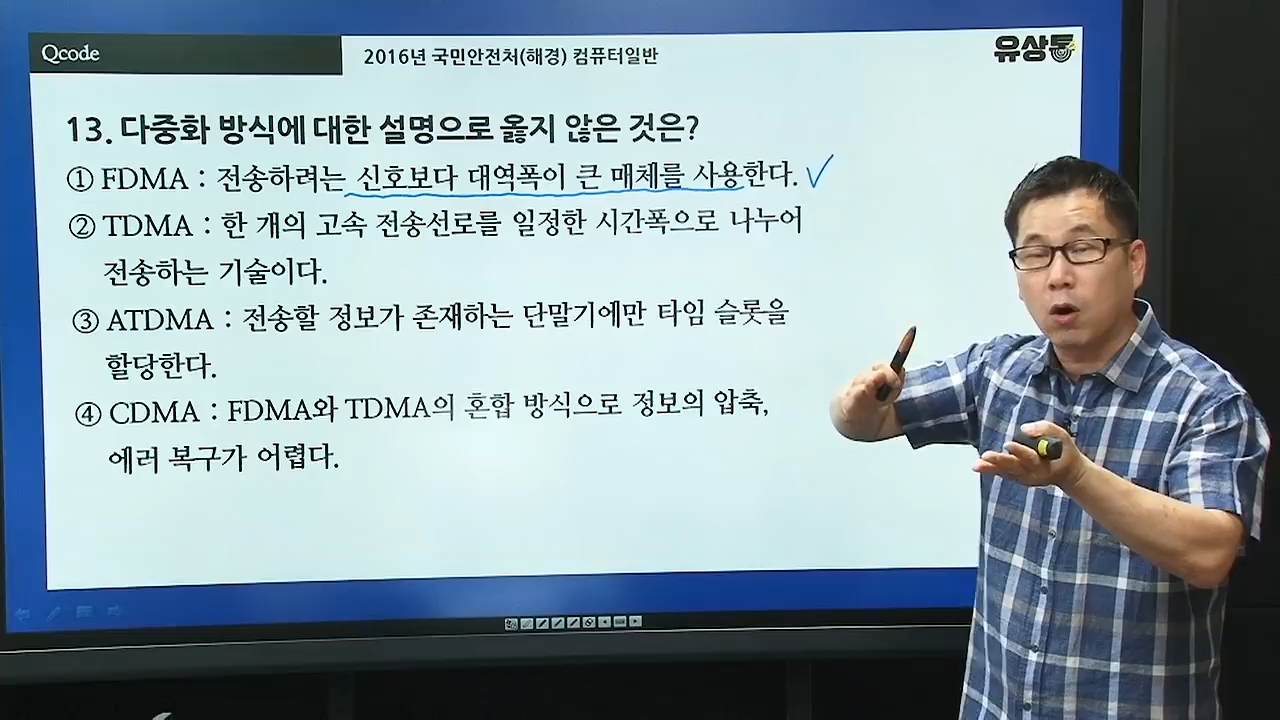 Qcode
2016년 국민안전처(해경) 컴퓨터일반
유상통
13. 다중화 방식에 대한 설명으로 옳지 않은 것은?
① FDMA : 전송하려는 신호보다 대역폭이 큰 매체를 사용한다.
② TDMA : 한 개의 고속 전송선로를 일정한 시간폭으로 나누어
전송하는 기술이다.
③ ATDMA : 전송할 정보가 존재하는 단말기에만 타임 슬롯을
할당한다.
④ CDMA : FDMA와 TDMA의 혼합 방식으로 정보의 압축,
에러 복구가 어렵다.